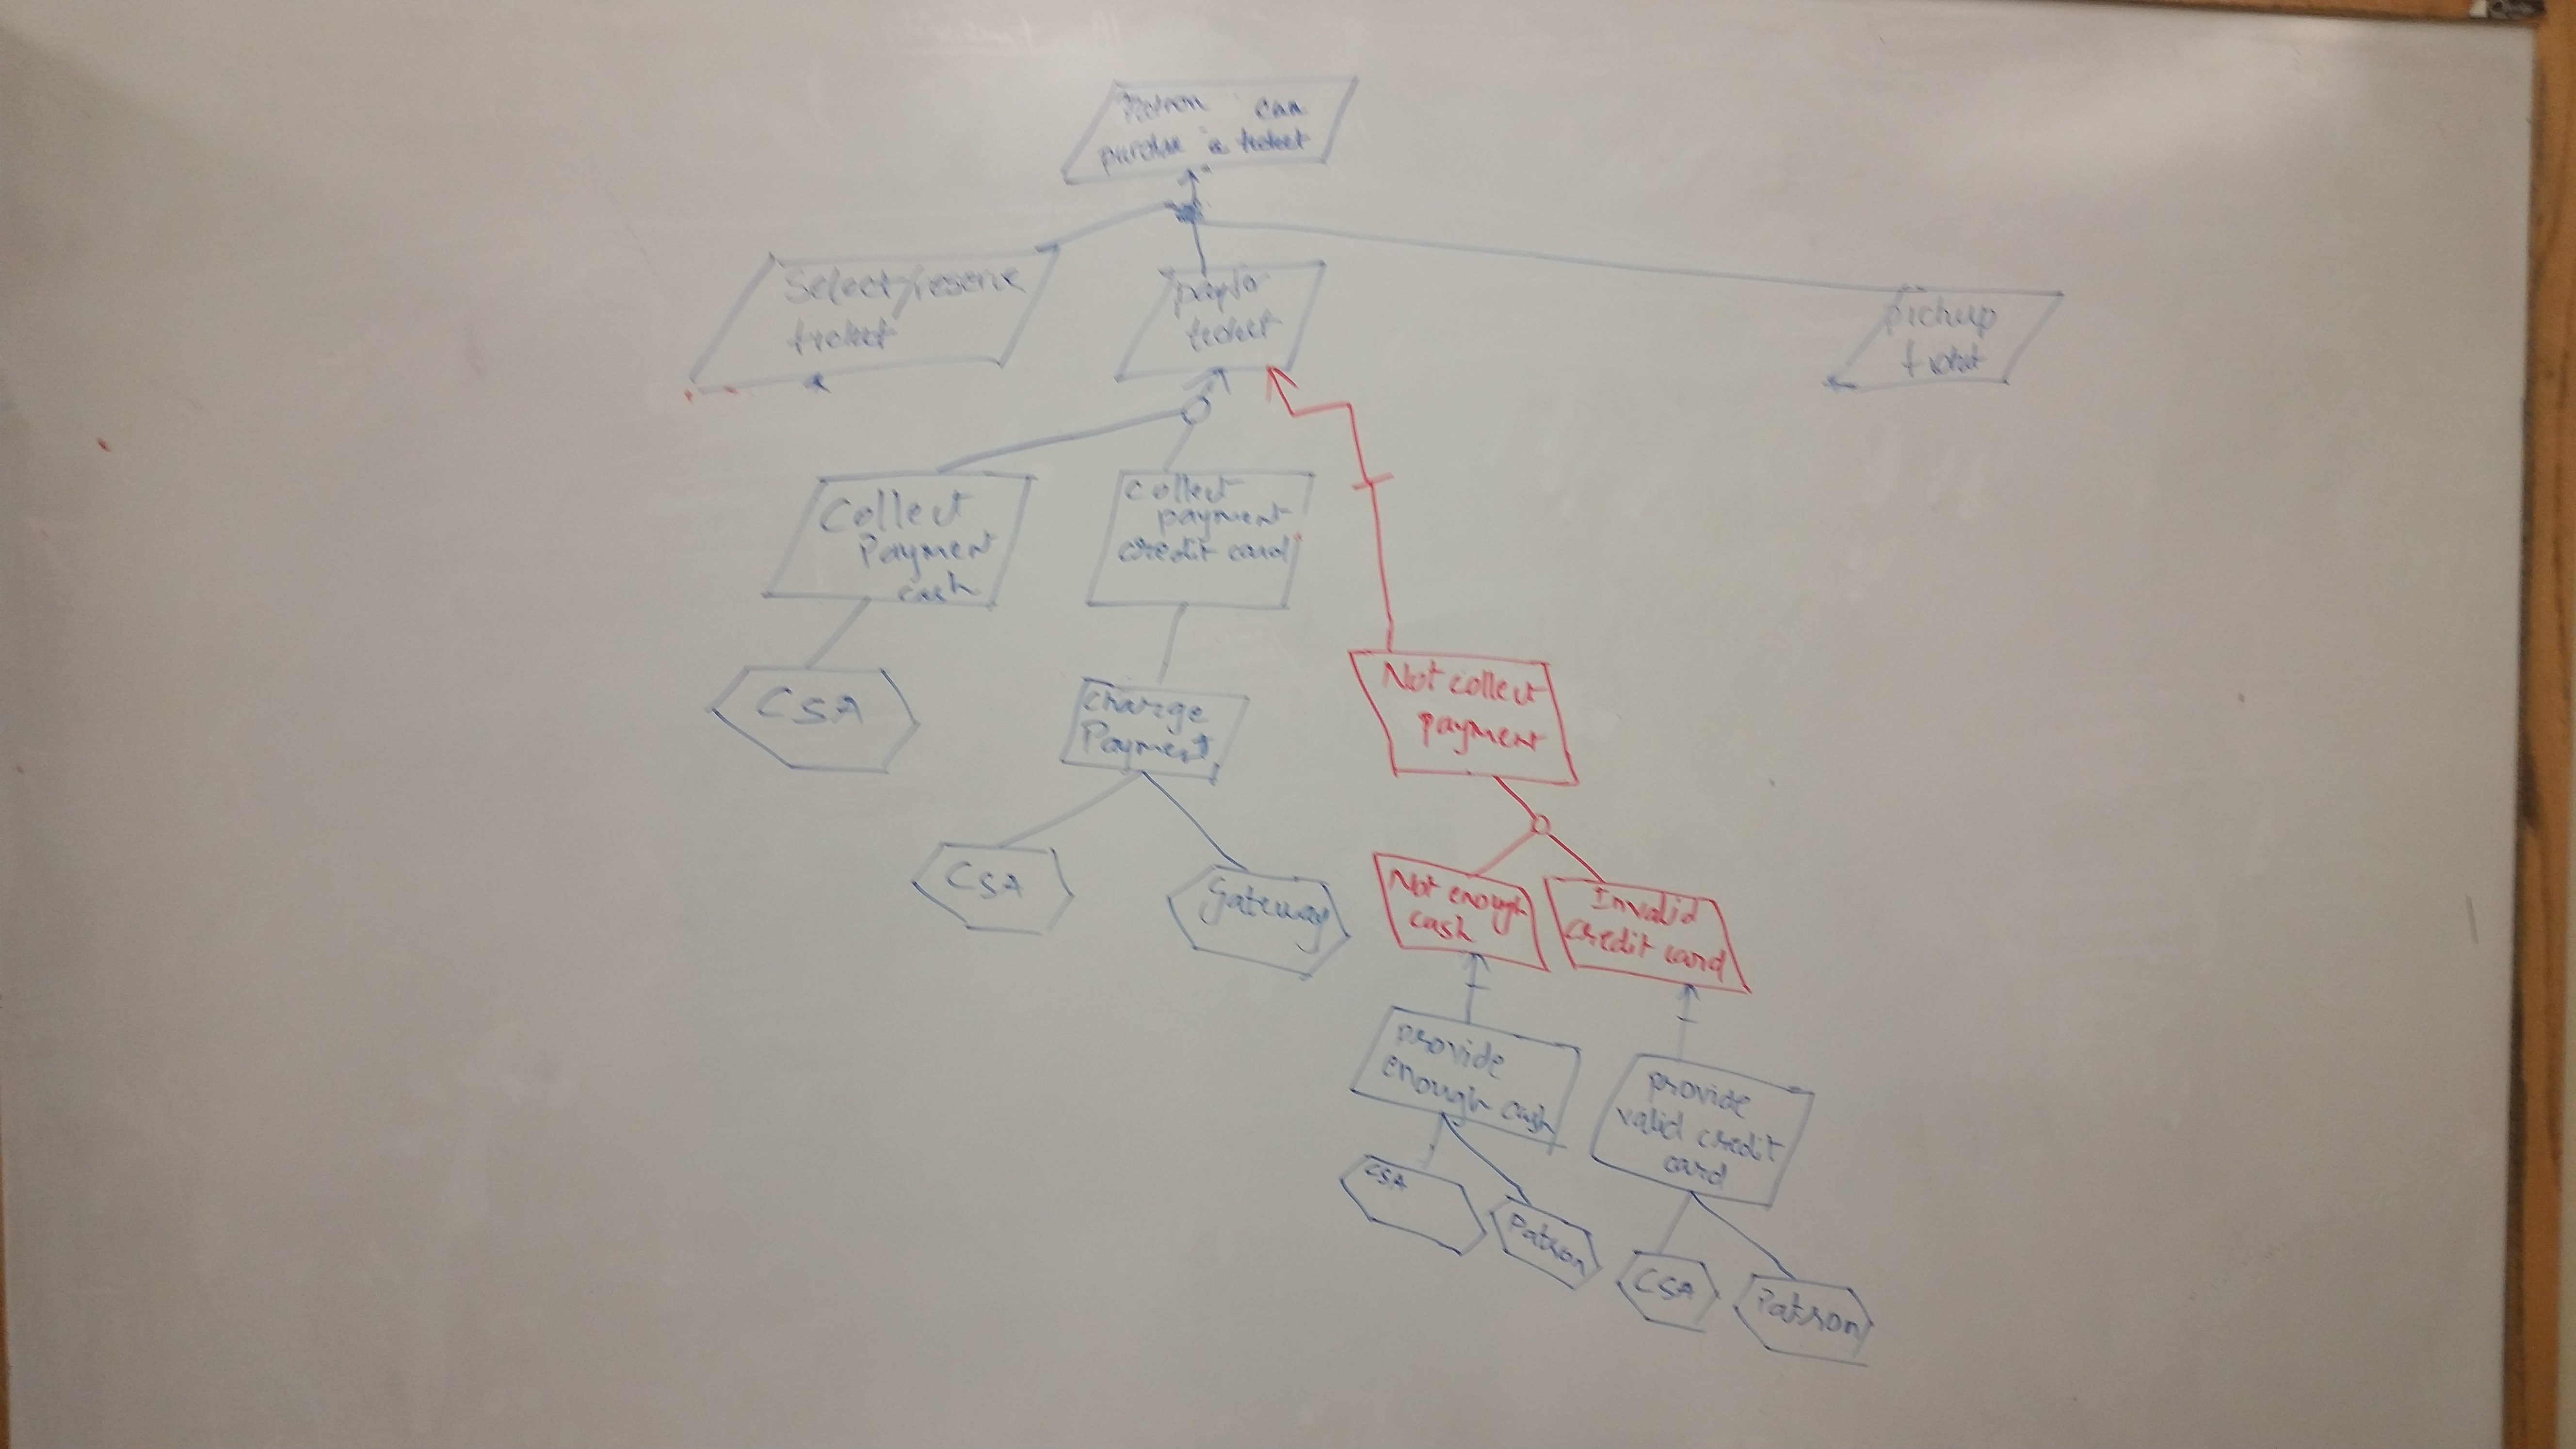 Patron can
purchase a ticket
Select/reserve
ticket
pay for
ticket
pickup
ticket
Collect
Payment
cash
collect
payment
credit card
CSA
charge
Payment
Not collect
payment
CSA
Gateway
Not enough
cash
Invalid
credit card
provide
enough cash
provide
valid credit
card
CSA
Patron
CSA
Patron